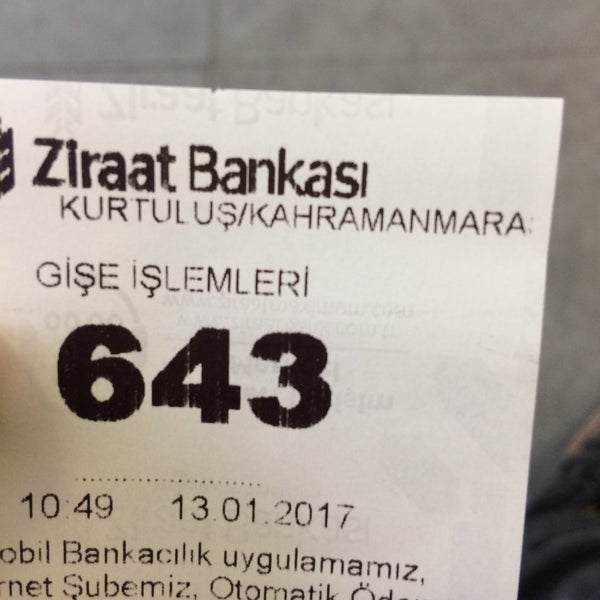 Ziraat Bankası
KURTULUŞ/KAHRAMANMARA
GİŞE İŞLEMLERİ
643
10:49 13.01.2017
obil Bankacılık uygulamamız,
rnet Şubemiz, Otomatik Ödem